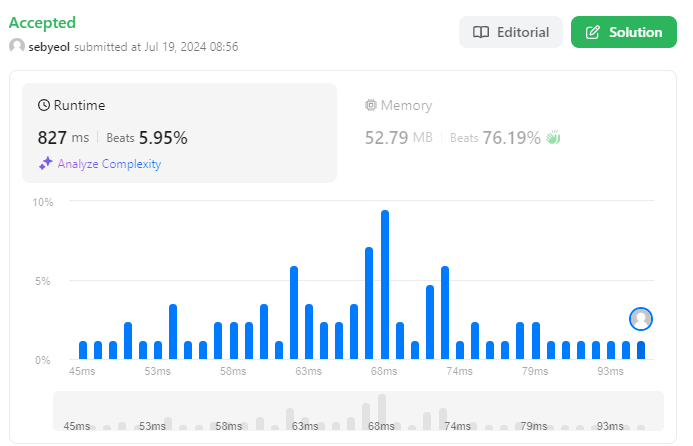 Accepted
sebyeol submitted at Jul 19, 2024 08:56
Editorial
Solution
Runtime
827 ms Beats 5.95%
Analyze Complexity
Memory
52.79 MB Beats 76.19%
10%
5%
0%
45ms 53ms 58ms 63ms 68ms 74ms 79ms 93ms
45ms 53ms 58ms 63ms 68ms 74ms 79ms 93ms